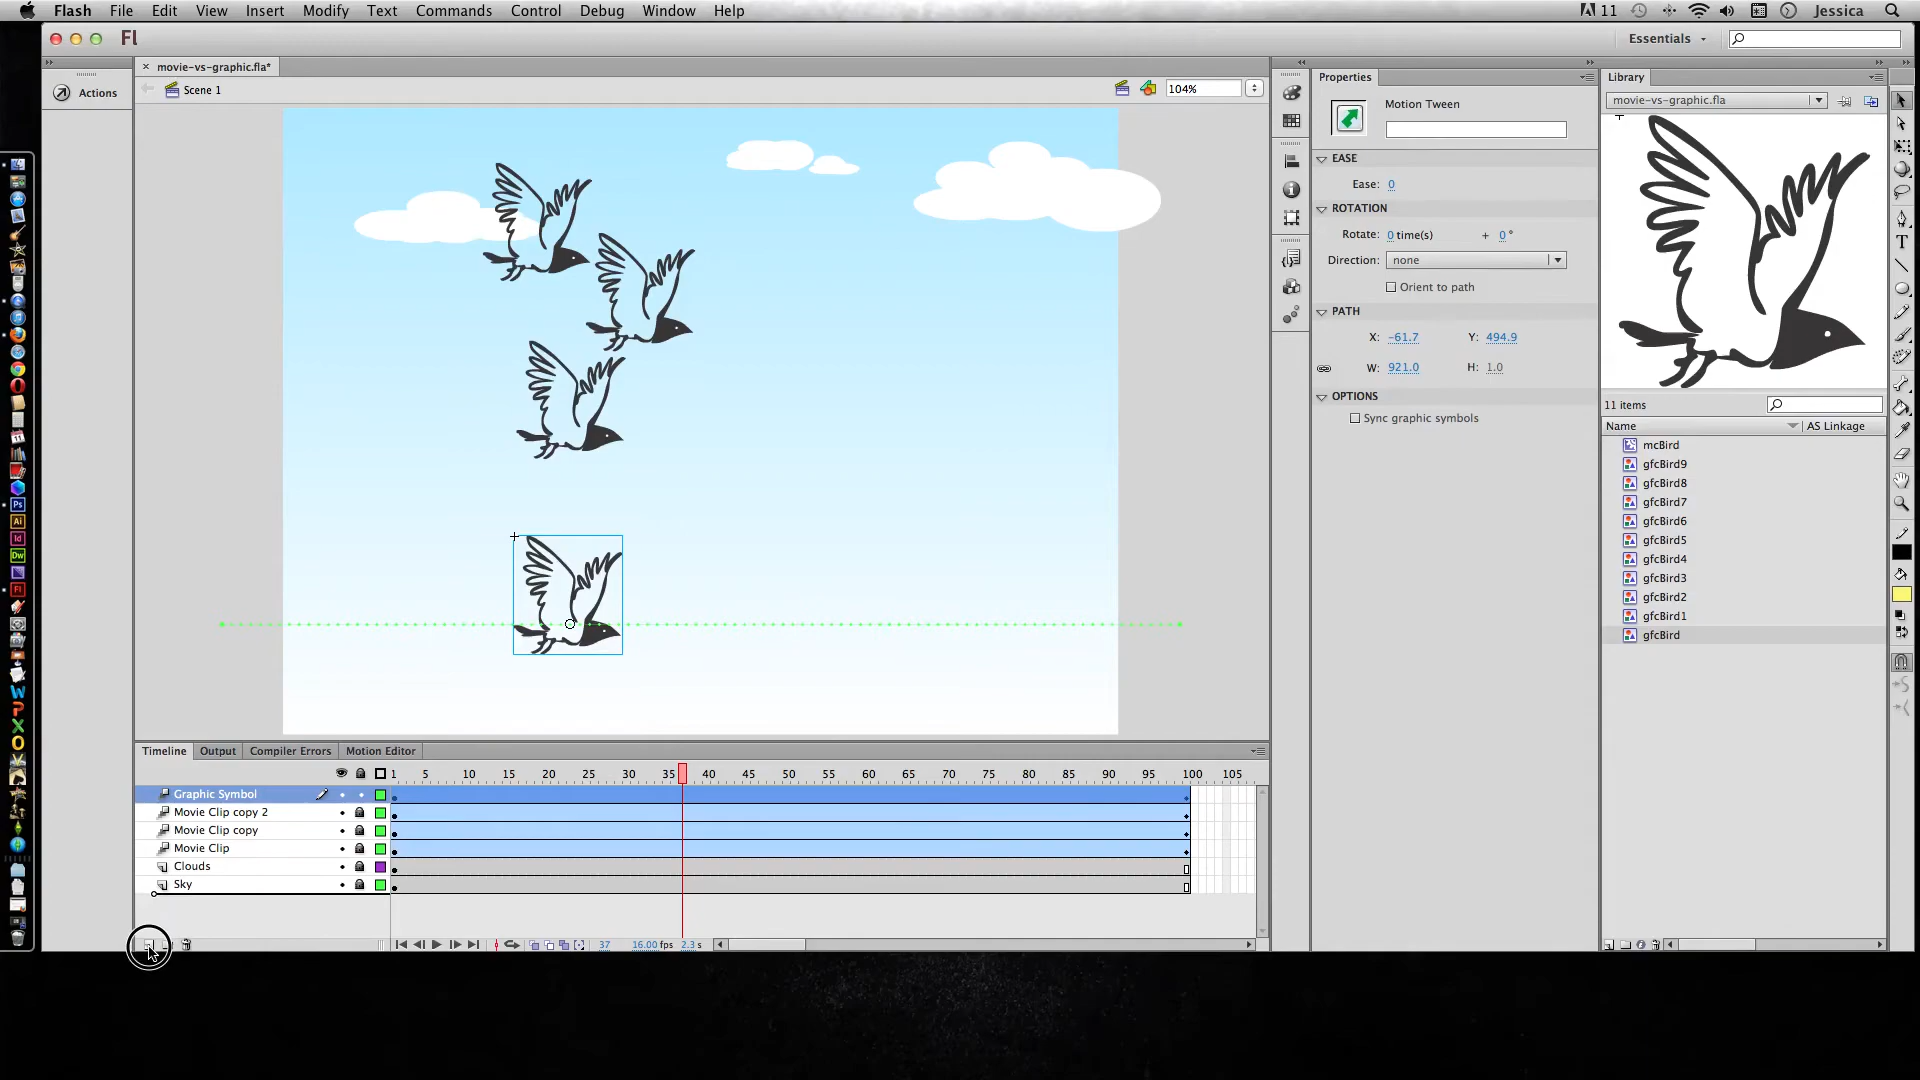 Flash File Edit View Insert Modify Text Commands Control Debug Window Help 11 Jessica
Fl Essentials
Actions
movie-vs-graphic.fla*
Scene 1 104%
Properties
Motion Tween
EASE
Ease: 0
ROTATION
Rotate: 0 time(s) + 0 °
Direction: none
Orient to path
PATH
X: -61.7 Y: 494.9
W: 921.0 H: 1.0
OPTIONS
Sync graphic symbols
Library
movie-vs-graphic.fla
11 items
Name AS Linkage
mcBird
gfcBird9
gfcBird8
gfcBird7
gfcBird6
gfcBird5
gfcBird4
gfcBird3
gfcBird2
gfcBird1
gfcBird
Timeline Output Compiler Errors Motion Editor
1 5 10 15 20 25 30 35 40 45 50 55 60 65 70 75 80 85 90 95 100 105
Graphic Symbol
Movie Clip copy 2
Movie Clip copy
Movie Clip
Clouds
Sky
37 16.00 fps 2.3 s
Ps
Ai
Id
Dw
Fl